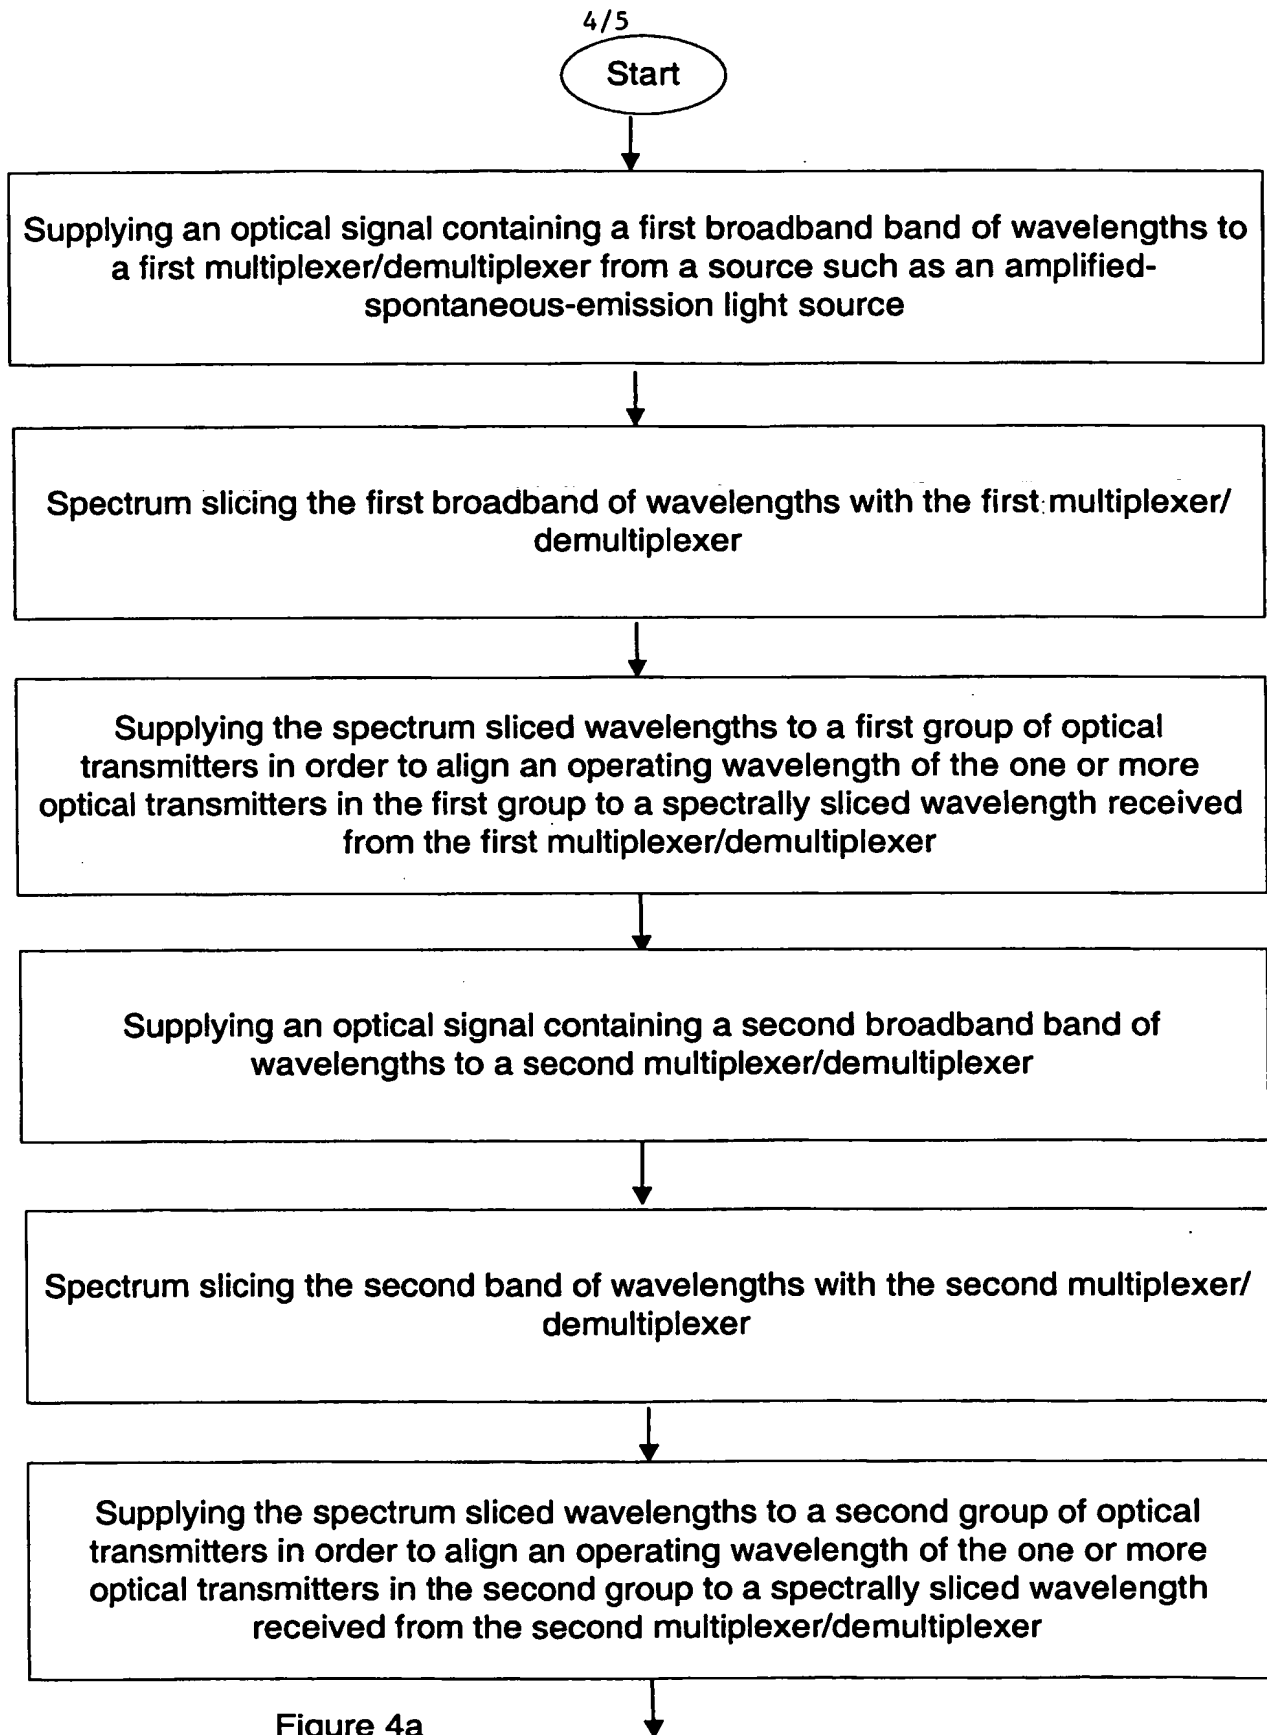 4/5
Start
Supplying an optical signal containing a first broadband band of wavelengths to
a first multiplexer/demultiplexer from a source such as an amplified-
spontaneous-emission light source
Spectrum slicing the first broadband of wavelengths with the first multiplexer/
demultiplexer
Supplying the spectrum sliced wavelengths to a first group of optical
transmitters in order to align an operating wavelength of the one or more
optical transmitters in the first group to a spectrally sliced wavelength received
from the first multiplexer/demultiplexer
Supplying an optical signal containing a second broadband band of
wavelengths to a second multiplexer/demultiplexer
Spectrum slicing the second band of wavelengths with the second multiplexer/
demultiplexer
Supplying the spectrum sliced wavelengths to a second group of optical
transmitters in order to align an operating wavelength of the one or more
optical transmitters in the second group to a spectrally sliced wavelength
received from the second multiplexer/demultiplexer
Figure 4a